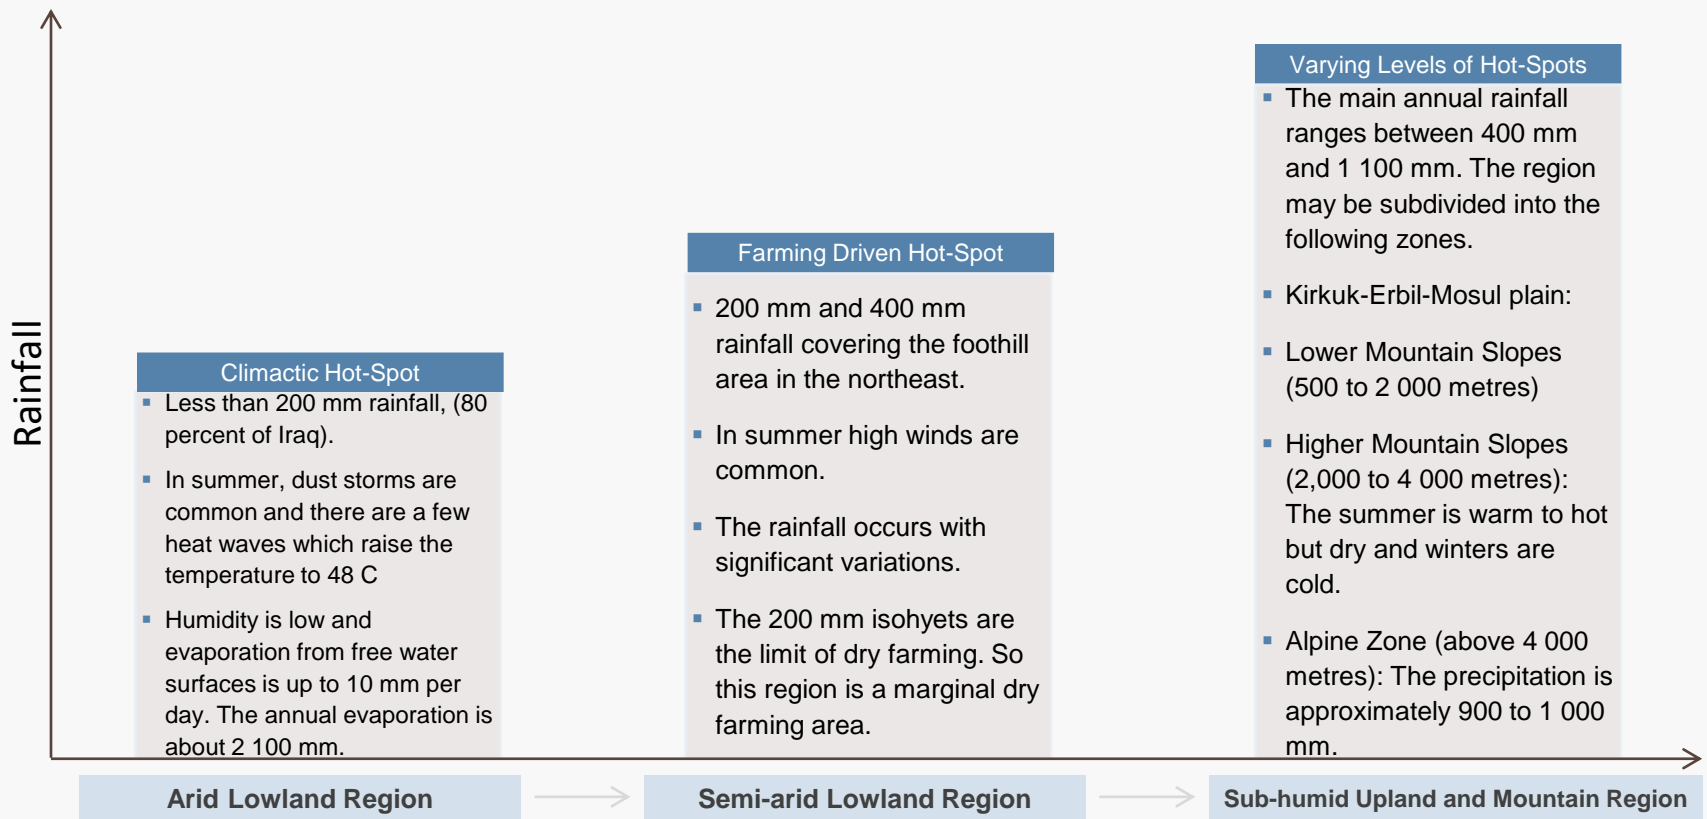 Rainfall
Climactic Hot-Spot
▪ Less than 200 mm rainfall, (80
percent of Iraq).
▪ In summer, dust storms are
common and there are a few
heat waves which raise the
temperature to 48 C
▪ Humidity is low and
evaporation from free water
surfaces is up to 10 mm per
day. The annual evaporation is
about 2 100 mm.
Arid Lowland Region
Farming Driven Hot-Spot
▪ 200 mm and 400 mm
rainfall covering the foothill
area in the northeast.
▪ In summer high winds are
common.
▪ The rainfall occurs with
significant variations.
▪ The 200 mm isohyets are
the limit of dry farming. So
this region is a marginal dry
farming area.
Semi-arid Lowland Region
Varying Levels of Hot-Spots
▪ The main annual rainfall
ranges between 400 mm
and 1 100 mm. The region
may be subdivided into the
following zones.
▪ Kirkuk-Erbil-Mosul plain:
▪ Lower Mountain Slopes
(500 to 2 000 metres)
▪ Higher Mountain Slopes
(2,000 to 4 000 metres):
The summer is warm to hot
but dry and winters are
cold.
▪ Alpine Zone (above 4 000
metres): The precipitation is
approximately 900 to 1 000
mm.
Sub-humid Upland and Mountain Region